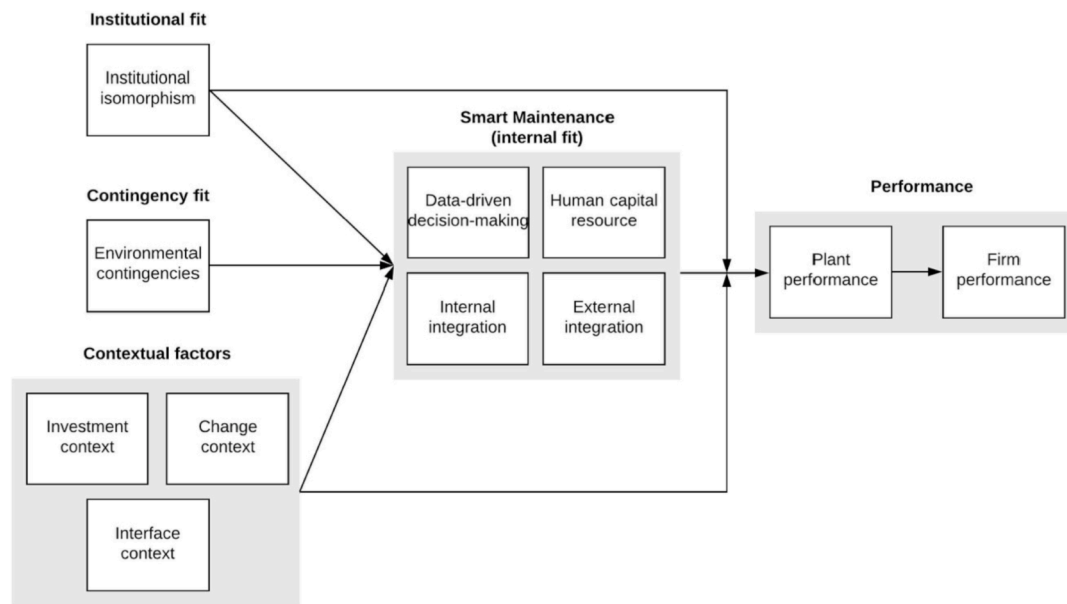 Institutional fit
Institutional
isomorphism
Contingency fit
Environmental
contingencies
Contextual factors
Investment
context
Change
context
Interface
context
Smart Maintenance
(internal fit)
Data-driven
decision-making
Human capital
resource
Internal
integration
External
integration
Performance
Plant
performance
Firm
performance